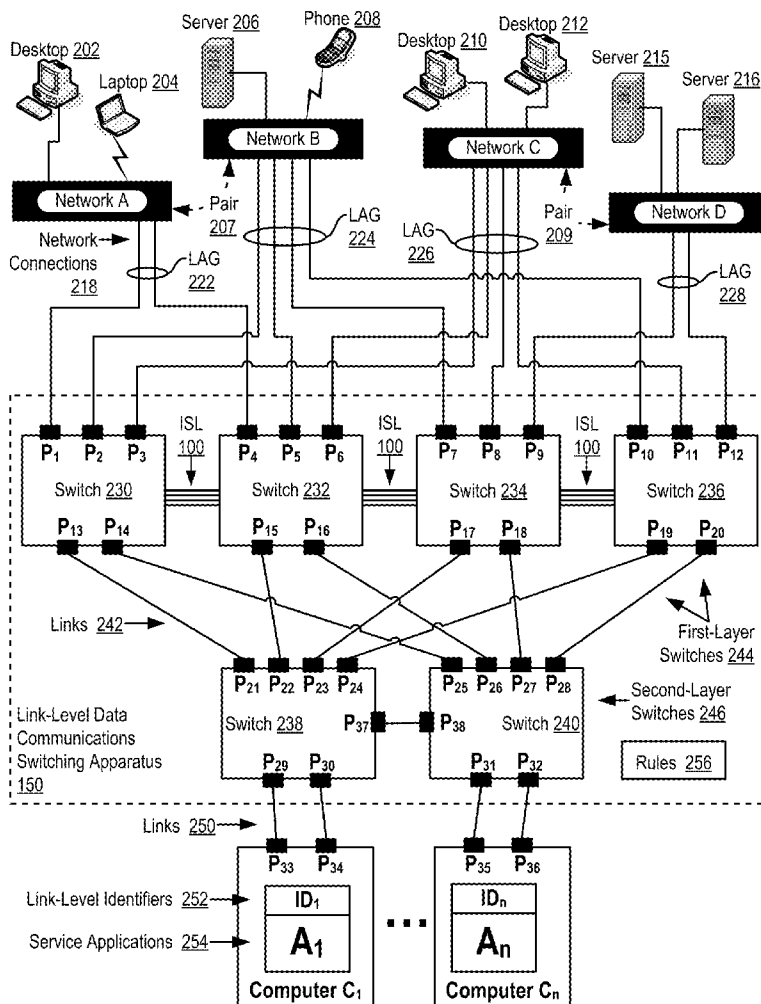 Desktop 202
Laptop 204
Server 206
Phone 208
Desktop 210
Desktop 212
Server 215
Server 216
Network A
Network B
Network C
Network D
Pair
207
Pair
209
Network
Connections
218
LAG
222
LAG
224
LAG
226
LAG
228
ISL
100
ISL
100
ISL
100
P1 P2 P3
P4 P5 P6
P7 P8 P9
P10 P11 P12
Switch 230
Switch 232
Switch 234
Switch 236
P13 P14
P15 P16
P17 P18
P19 P20
Links 242
First-Layer
Switches 244
P21 P22 P23 P24
P25 P26 P27 P28
Switch 238
P37
P38
Switch 240
Second-Layer
Switches 246
P29 P30
P31 P32
Link-Level Data
Communications
Switching Apparatus
150
Rules 256
Links 250
P33 P34
P35 P36
Link-Level Identifiers 252
ID1
IDn
Service Applications 254
A1
...
An
Computer C1
Computer Cn